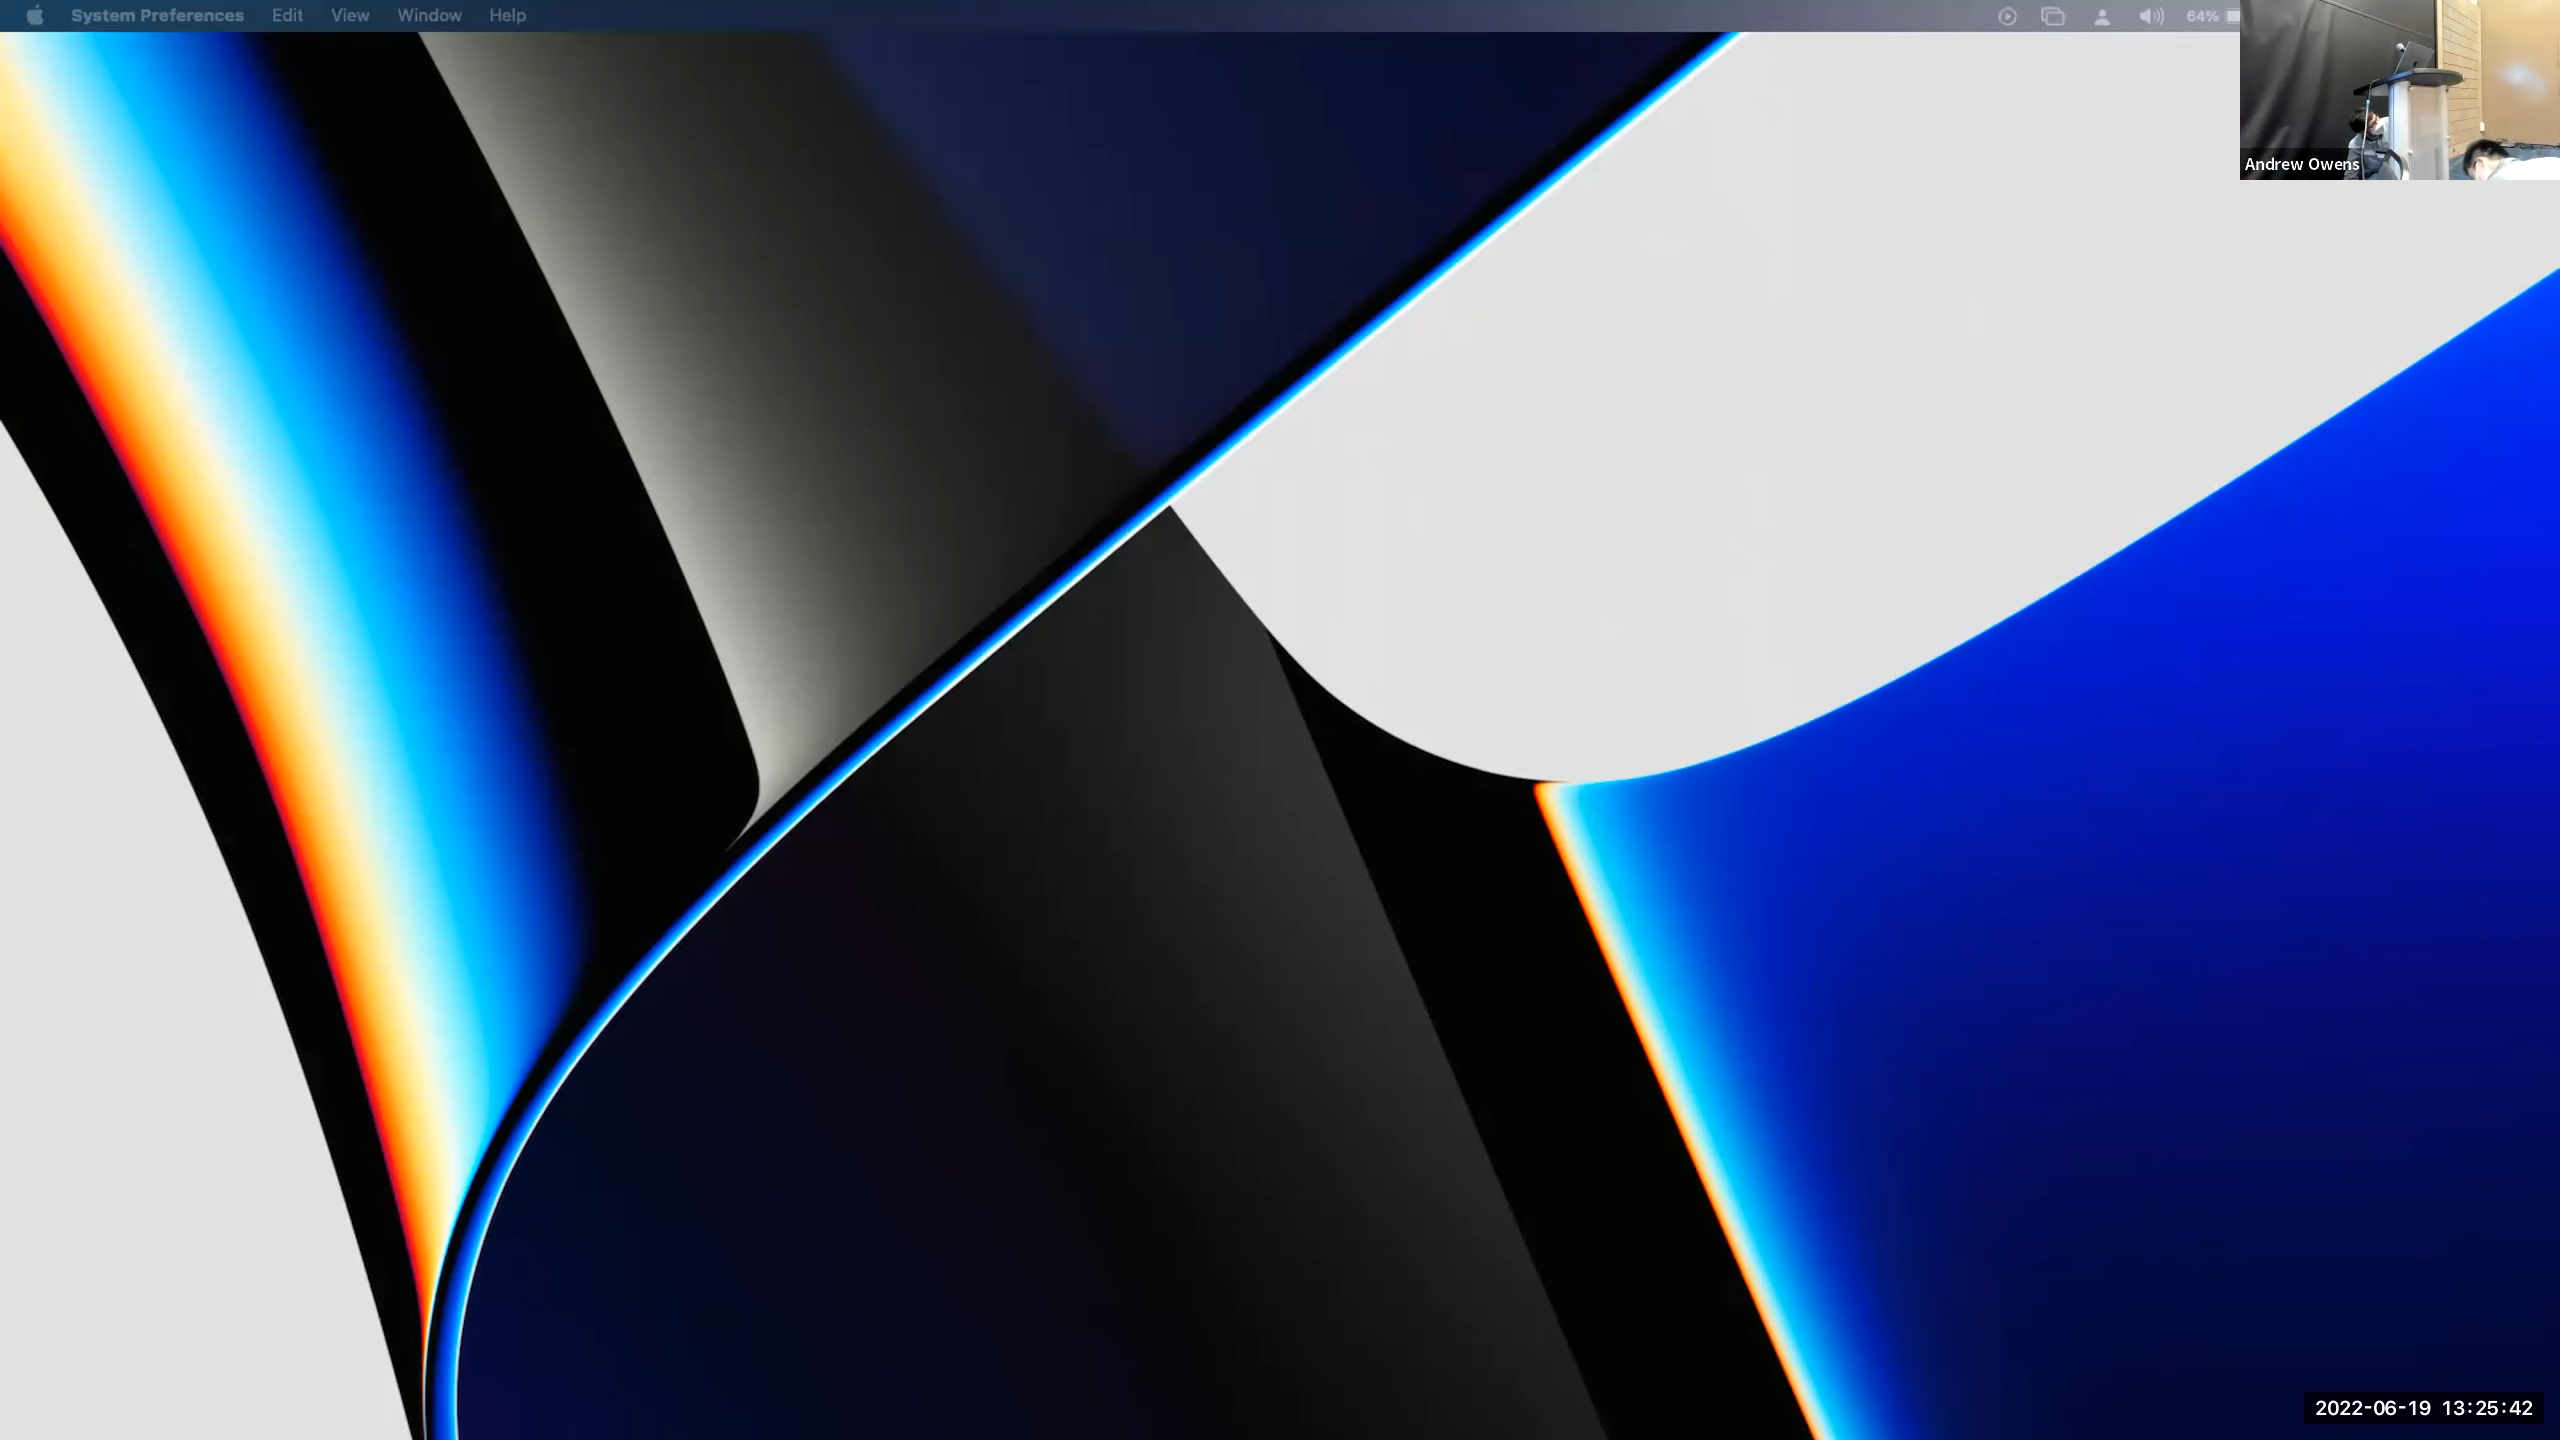 System Preferences Edit View Window Help 64%
Andrew Owens
2022-06-19 13:25:42